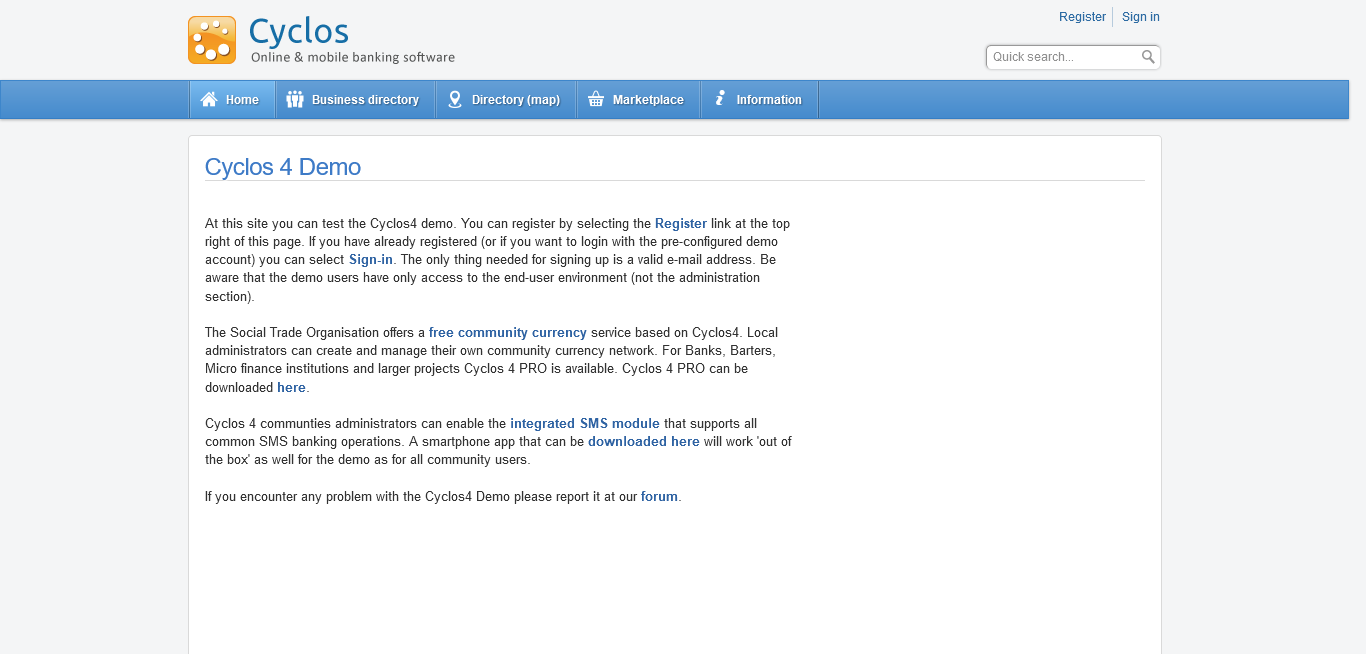 Register
Sign in
Cyclos
Online & mobile banking software
Quick search...
Home
Business directory
Directory (map)
Marketplace
Information
Cyclos 4 Demo
At this site you can test the Cyclos4 demo. You can register by selecting the Register link at the top
right of this page. If you have already registered (or if you want to login with the pre-configured demo
account) you can select Sign-in. The only thing needed for signing up is a valid e-mail address. Be
aware that the demo users have only access to the end-user environment (not the administration
section).
The Social Trade Organisation offers a free community currency service based on Cyclos4. Local
administrators can create and manage their own community currency network. For Banks, Barters,
Micro finance institutions and larger projects Cyclos 4 PRO is available. Cyclos 4 PRO can be
downloaded here.
Cyclos 4 communties administrators can enable the integrated SMS module that supports all
common SMS banking operations. A smartphone app that can be downloaded here will work 'out of
the box' as well for the demo as for all community users.
If you encounter any problem with the Cyclos4 Demo please report it at our forum.